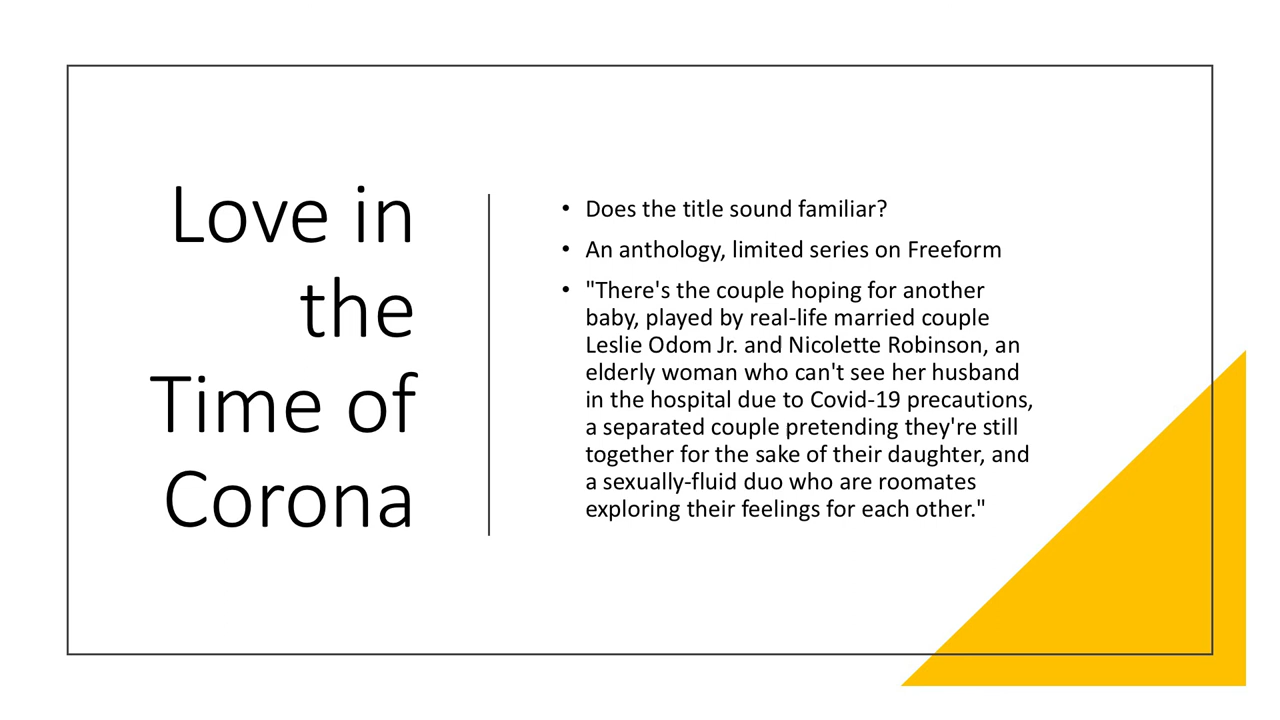 Love in
the
Time of
Corona
• Does the title sound familiar?
• An anthology, limited series on Freeform
• "There's the couple hoping for another
baby, played by real-life married couple
Leslie Odom Jr. and Nicolette Robinson, an
elderly woman who can't see her husband
in the hospital due to Covid-19 precautions,
a separated couple pretending they're still
together for the sake of their daughter, and
a sexually-fluid duo who are roomates
exploring their feelings for each other."